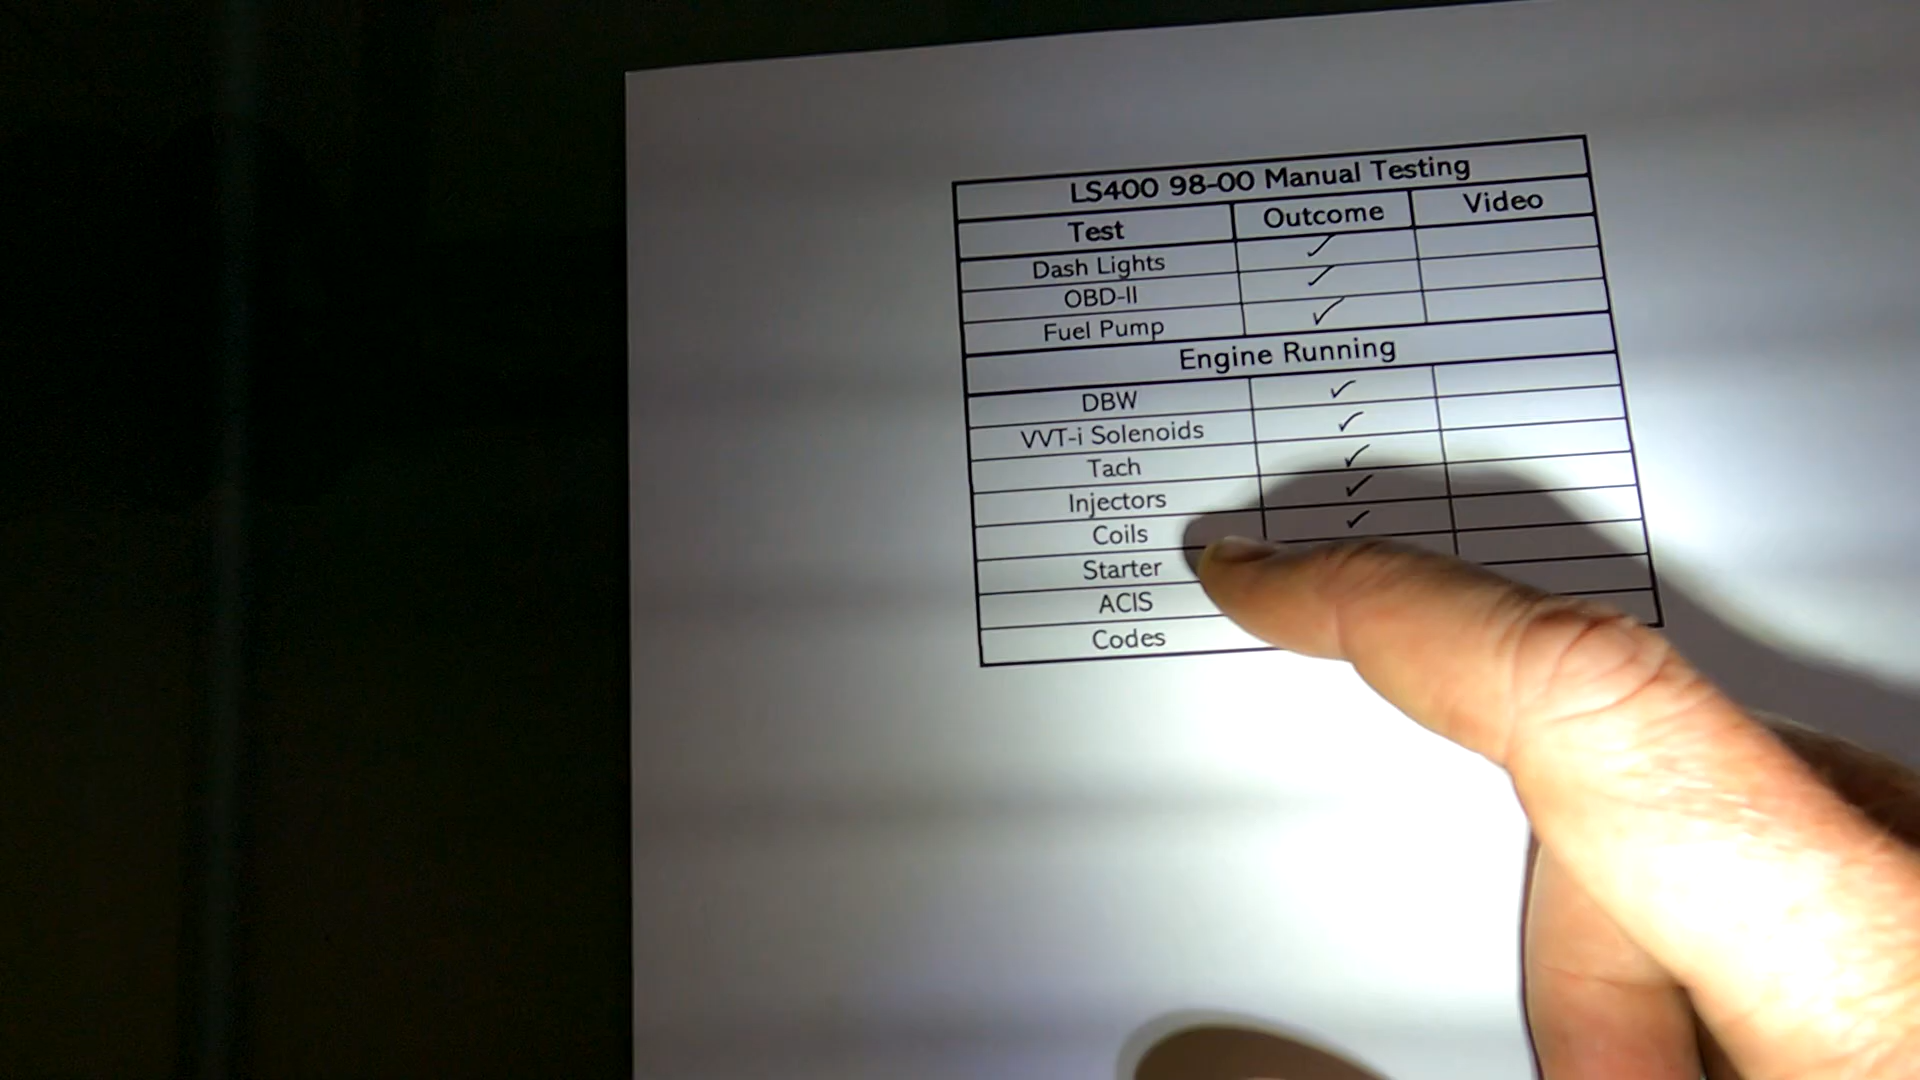 LS400 98-00 Manual Testing
Test Outcome Video
Dash Lights ✓
OBD-II ✓
Fuel Pump ✓
Engine Running
DBW ✓
VVT-i Solenoids ✓
Tach ✓
Injectors ✓
Coils ✓
Starter
ACIS
Codes